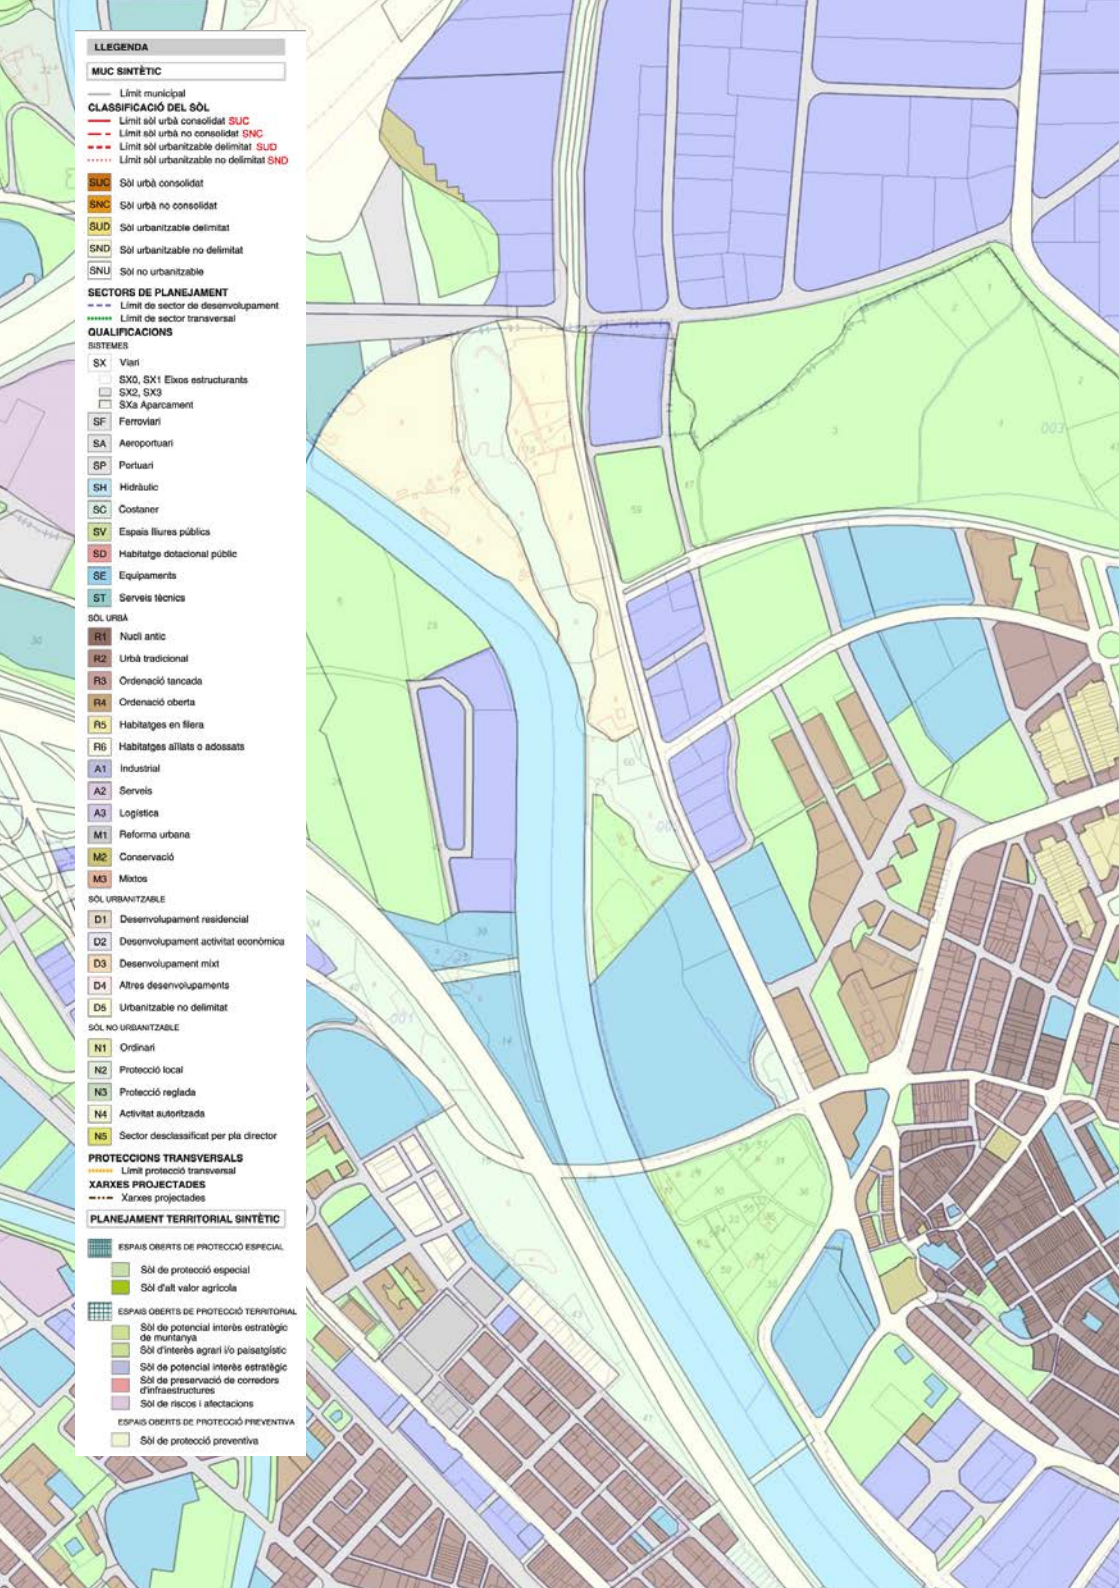 LLEGENDA
MUC SINTÈTIC
Límit municipal
CLASSIFICACIÓ DEL SÒL
Límit sòl urbà consolidat SUC
Límit sòl urbà no consolidat SNC
Límit sòl urbanitzable delimitat SUD
Límit sòl urbanitzable no delimitat SND
SUC Sòl urbà consolidat
SNC Sòl urbà no consolidat
SUD Sòl urbanitzable delimitat
SND Sòl urbanitzable no delimitat
SNU Sòl no urbanitzable
SECTORS DE PLANEJAMENT
Límit de sector de desenvolupament
Límit de sector transversal
QUALIFICACIONS
SISTEMES
SX Viari
SX0, SX1 Eixos estructurants
SX2, SX3
SXa Aparcament
SF Ferroviari
SA Aeroportuari
SP Portuari
SH Hidràulic
SC Costaner
SV Espais lliures públics
SD Habitatge dotacional públic
SE Equipaments
ST Serveis tècnics
SÒL URBÀ
R1 Nucli antic
R2 Urbà tradicional
R3 Ordenació tancada
R4 Ordenació oberta
R5 Habitatges en filera
R6 Habitatges aïllats o adossats
A1 Industrial
A2 Serveis
A3 Logística
M1 Reforma urbana
M2 Conservació
M3 Mixtos
SÒL URBANITZABLE
D1 Desenvolupament residencial
D2 Desenvolupament activitat econòmica
D3 Desenvolupament mixt
D4 Altres desenvolupaments
D5 Urbanitzable no delimitat
SÒL NO URBANITZABLE
N1 Ordinari
N2 Protecció local
N3 Protecció reglada
N4 Activitat autoritzada
N5 Sector desclassificat per pla director
PROTECCIONS TRANSVERSALS
Límit protecció transversal
XARXES PROJECTADES
Xarxes projectades
PLANEJAMENT TERRITORIAL SINTÈTIC
ESPAIS OBERTS DE PROTECCIÓ ESPECIAL
Sòl de protecció especial
Sòl d'alt valor agrícola
ESPAIS OBERTS DE PROTECCIÓ TERRITORIAL
Sòl de potencial interès estratègic
de muntanya
Sòl d'interès agrari i/o paisatgístic
Sòl de potencial interès estratègic
Sòl de preservació de corredors
d'infraestructures
Sòl de riscos i afectacions
ESPAIS OBERTS DE PROTECCIÓ PREVENTIVA
Sòl de protecció preventiva
003
59
60
001